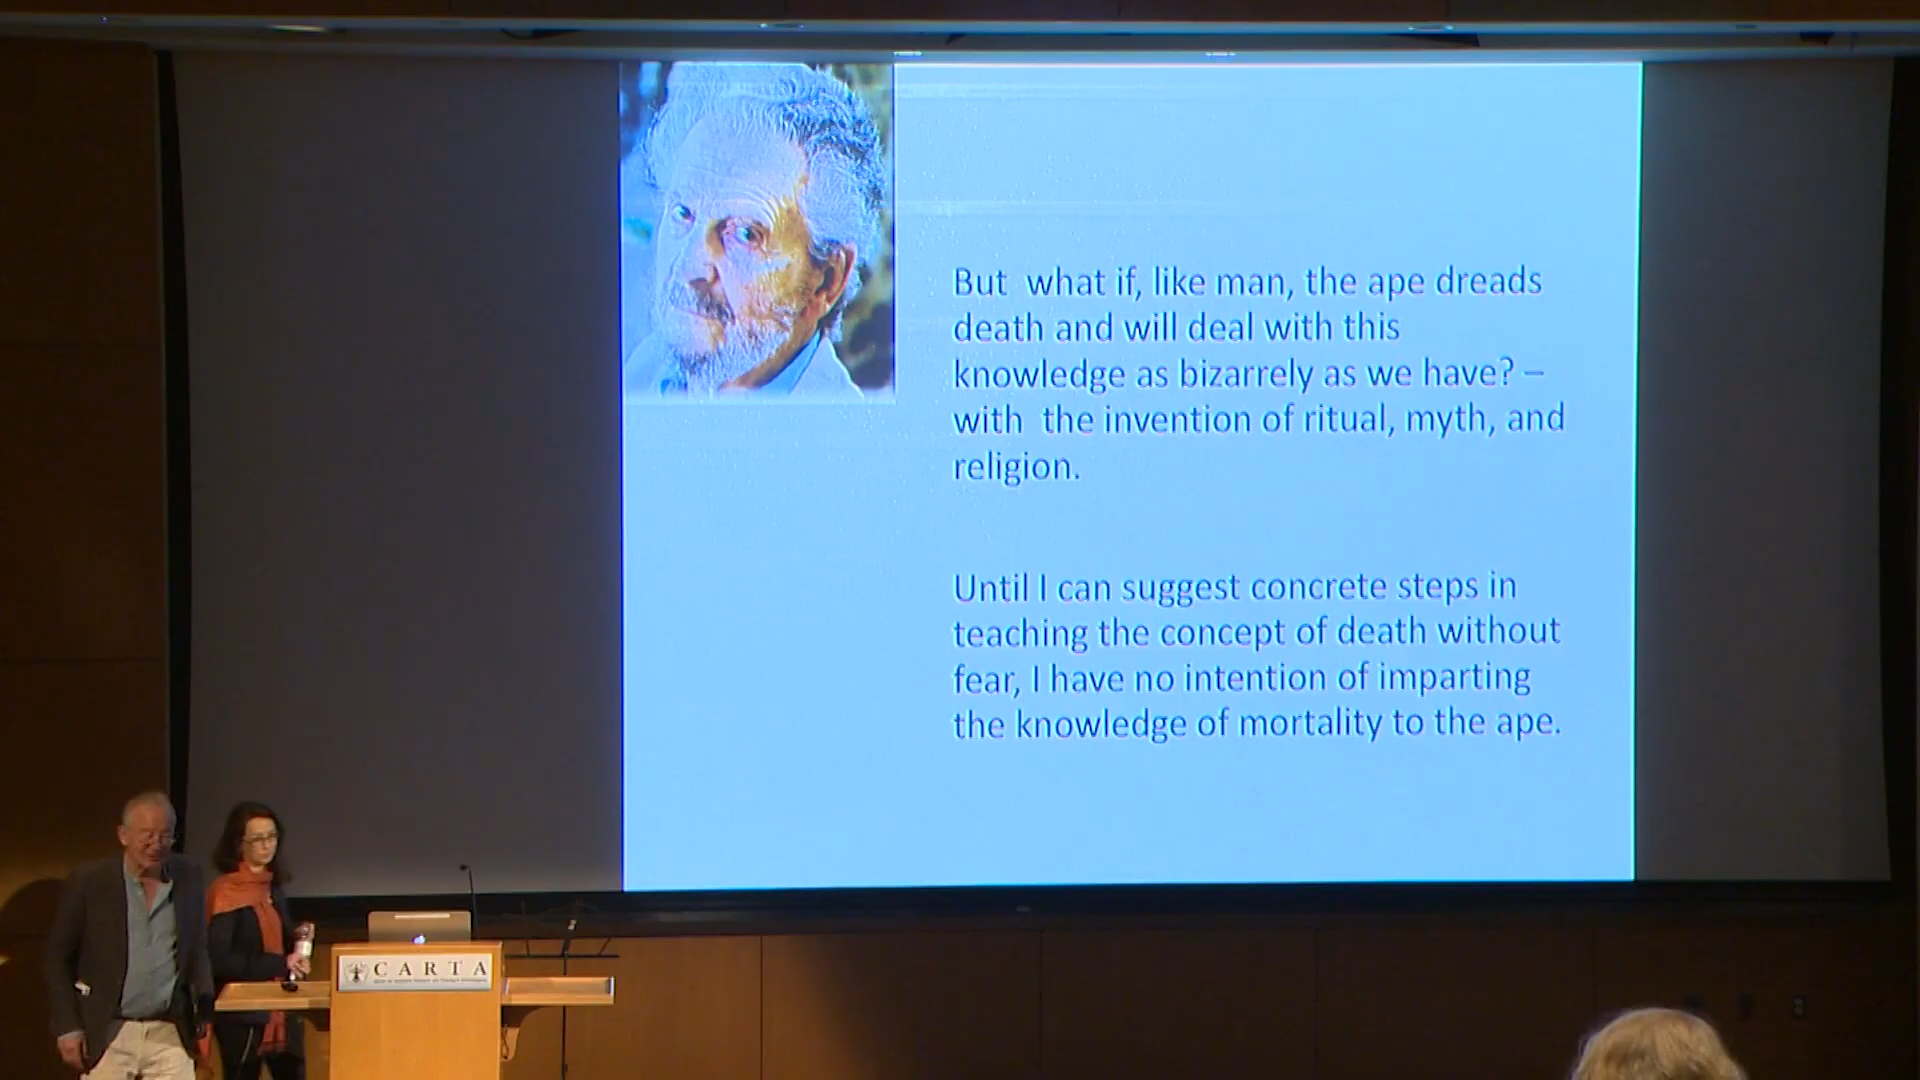 But  what if, like man, the ape dreads
death and will deal with this
knowledge as bizarrely as we have? –
with  the invention of ritual, myth, and
religion.
Until I can suggest concrete steps in
teaching the concept of death without
fear, I have no intention of imparting
the knowledge of mortality to the ape.
CARTA